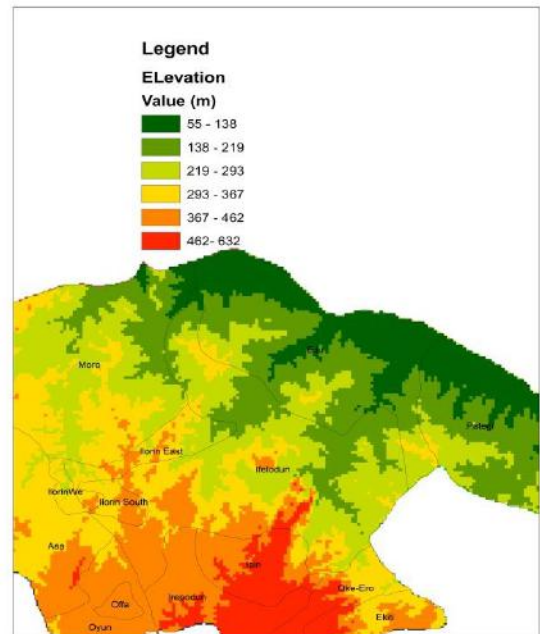 Legend
ELevation
Value (m)
55 - 138
138 - 219
219 - 293
293 - 367
367 - 462
462- 632
Moro
Edu
Pategi
Ilorin East
Ifelodun
IlorinWe
Ilorin South
Asa
Isin
Oke-Ero
Offa
Irepodun
Ekiti
Oyun